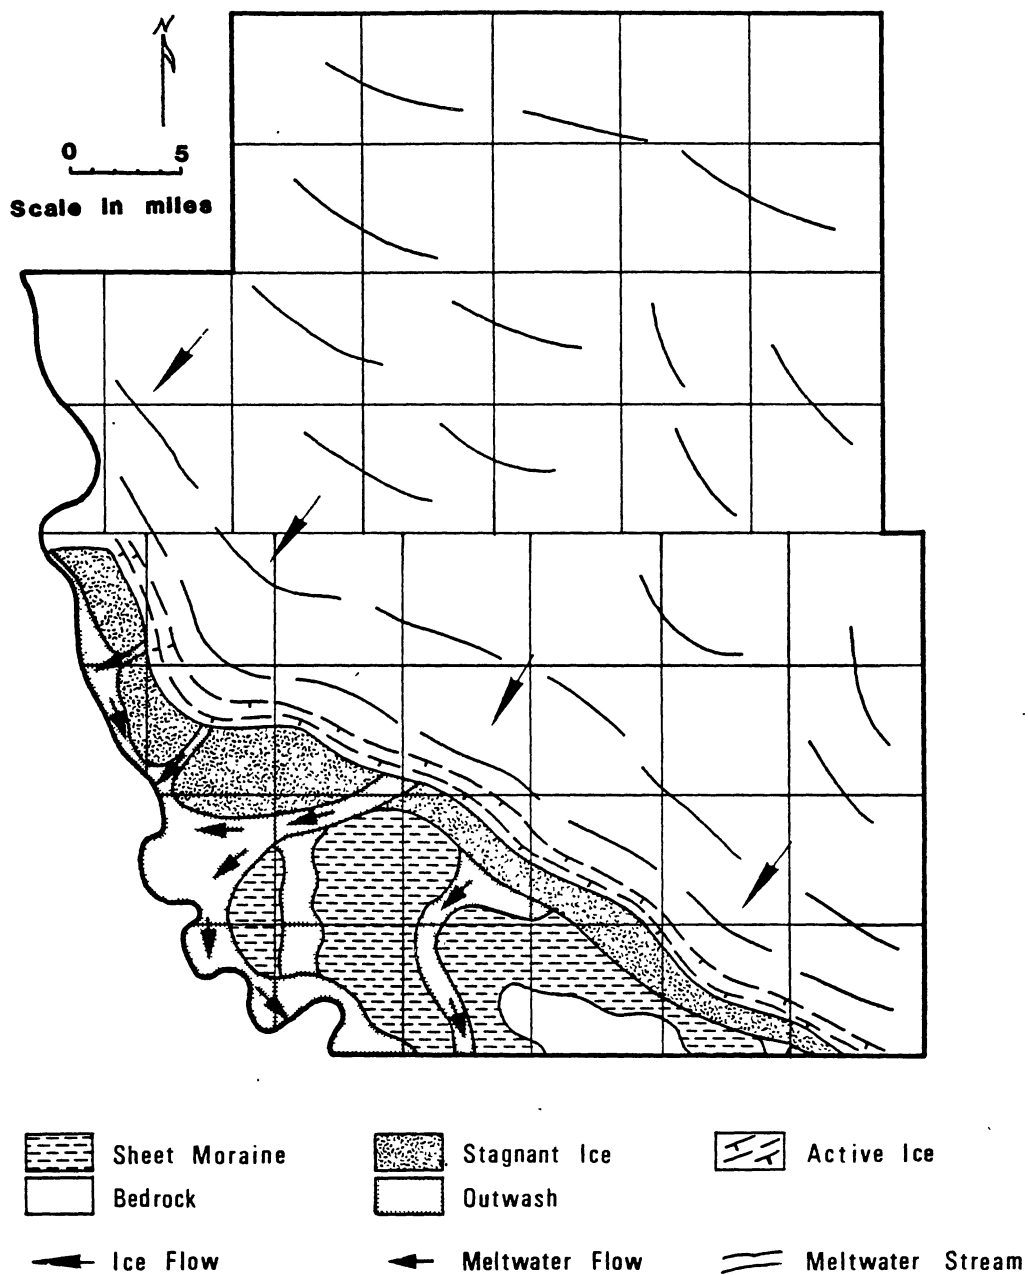 N
0 5
Scale in miles
Sheet Moraine Stagnant Ice Active Ice
Bedrock Outwash
Ice Flow Meltwater Flow Meltwater Stream